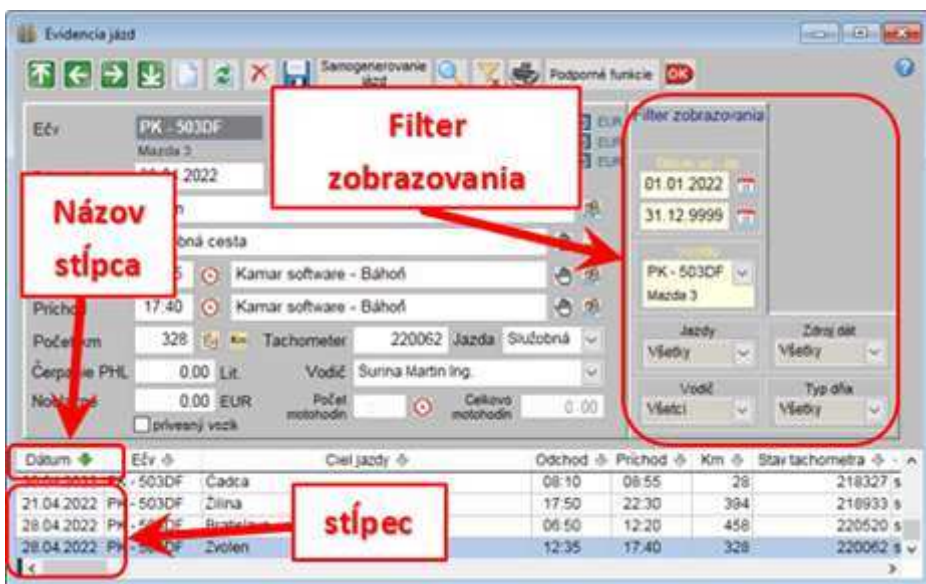 Evidencia jázd
Samogenerovanie jázd
Podporné funkcie OK
Filter zobrazovania
Názov stĺpca
stĺpec
Filter zobrazovania
Ečv PK - 503DF EUR
Mazda 3 EUR
2022 EUR
01.01.2022
31.12.9999
bná cesta
Kamar software - Báhoň
PK - 503DF
Mazda 3
Príchod 17.40 Kamar software - Báhoň
Jazdy Zdroj dát
Počet km 328 Km Tachometer 220062 Jazda Služobná
Všetky Všetky
Čerpanie PHL 0.00 Lit. Vodič Surina Martin Ing.
Vodič Typ dňa
0.00 EUR Počet motohodín Celkovo motohodín 0.00
Všetci Všetky
prívesný vozík
Dátum Ečv Cieľ jazdy Odchod Príchod Km Stav tachometra
- 503DF Čadca 08:10 08:55 28 218327 s
21.04.2022 PK - 503DF Žilina 17:50 22:30 394 218933 s
28.04.2022 06:50 12:20 458 220520 s
28.04.2022 Zvolen 12:35 17:40 328 220062 s